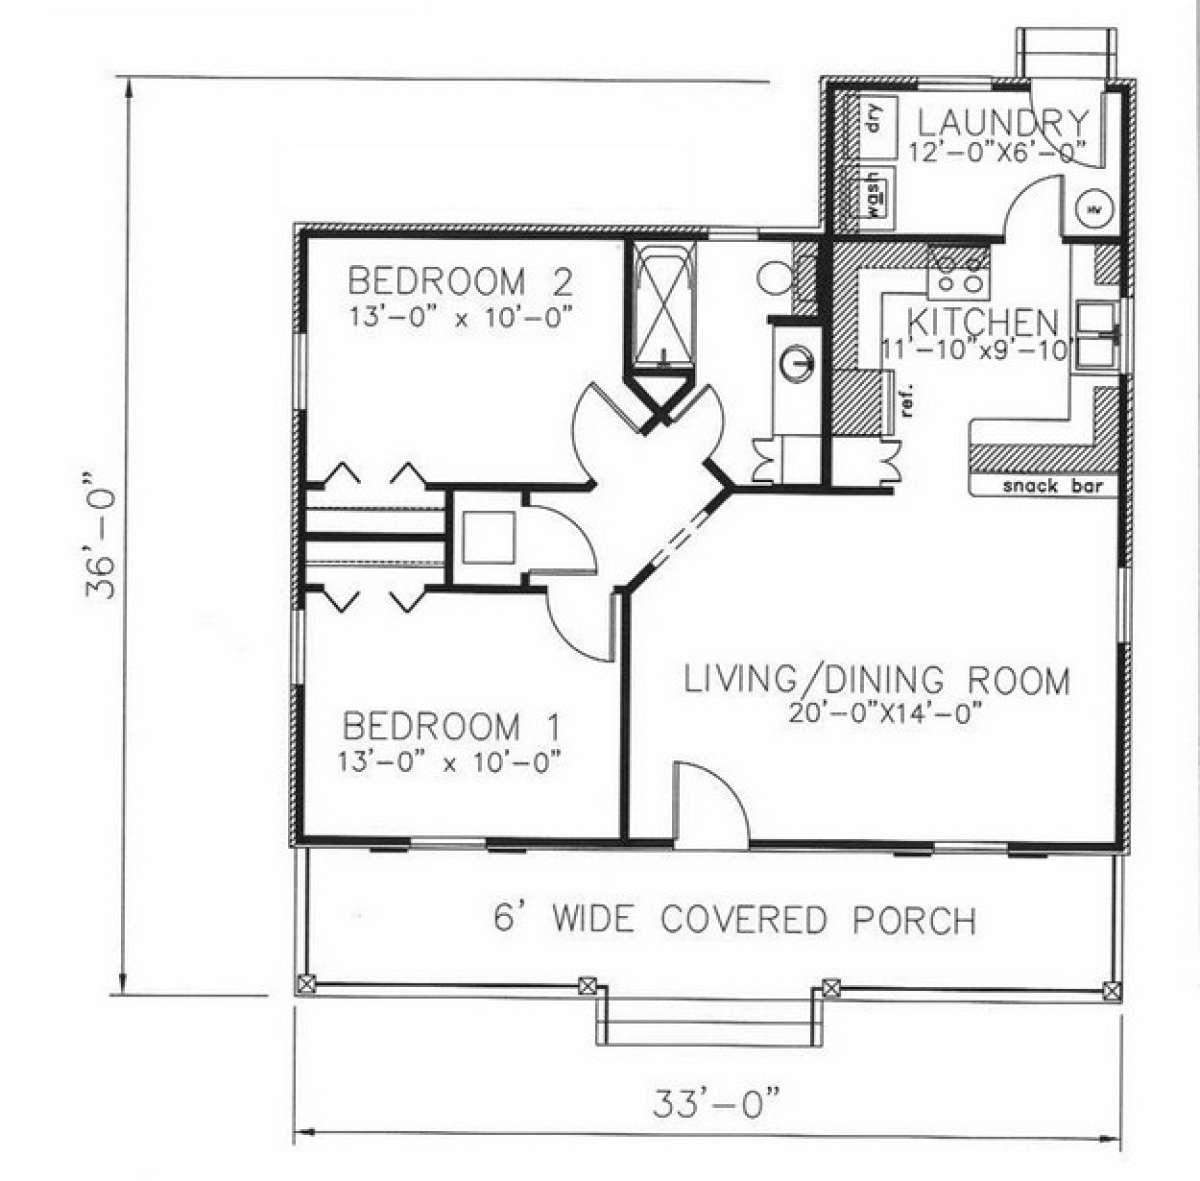 dry
LAUNDRY
12'-0"X6'-0"
wash
HW
BEDROOM 2
13'-0" x 10'-0"
KITCHEN
11'-10"x9'-10'
ref.
snack bar
36'-0"
LIVING/DINING ROOM
20'-0"X14'-0"
BEDROOM 1
13'-0" x 10'-0"
6' WIDE COVERED PORCH
33'-0"